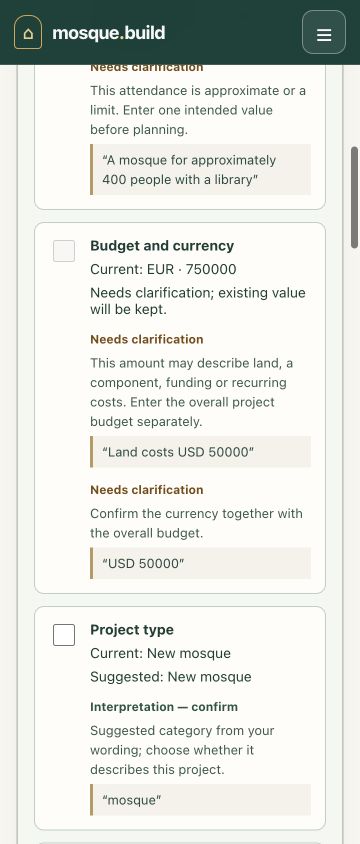 mosque.build
Needs clarification
This attendance is approximate or a
limit. Enter one intended value
before planning.
“A mosque for approximately
400 people with a library”
Budget and currency
Current: EUR · 750000
Needs clarification; existing value
will be kept.
Needs clarification
This amount may describe land, a
component, funding or recurring
costs. Enter the overall project
budget separately.
“Land costs USD 50000”
Needs clarification
Confirm the currency together with
the overall budget.
“USD 50000”
Project type
Current: New mosque
Suggested: New mosque
Interpretation — confirm
Suggested category from your
wording; choose whether it
describes this project.
“mosque”